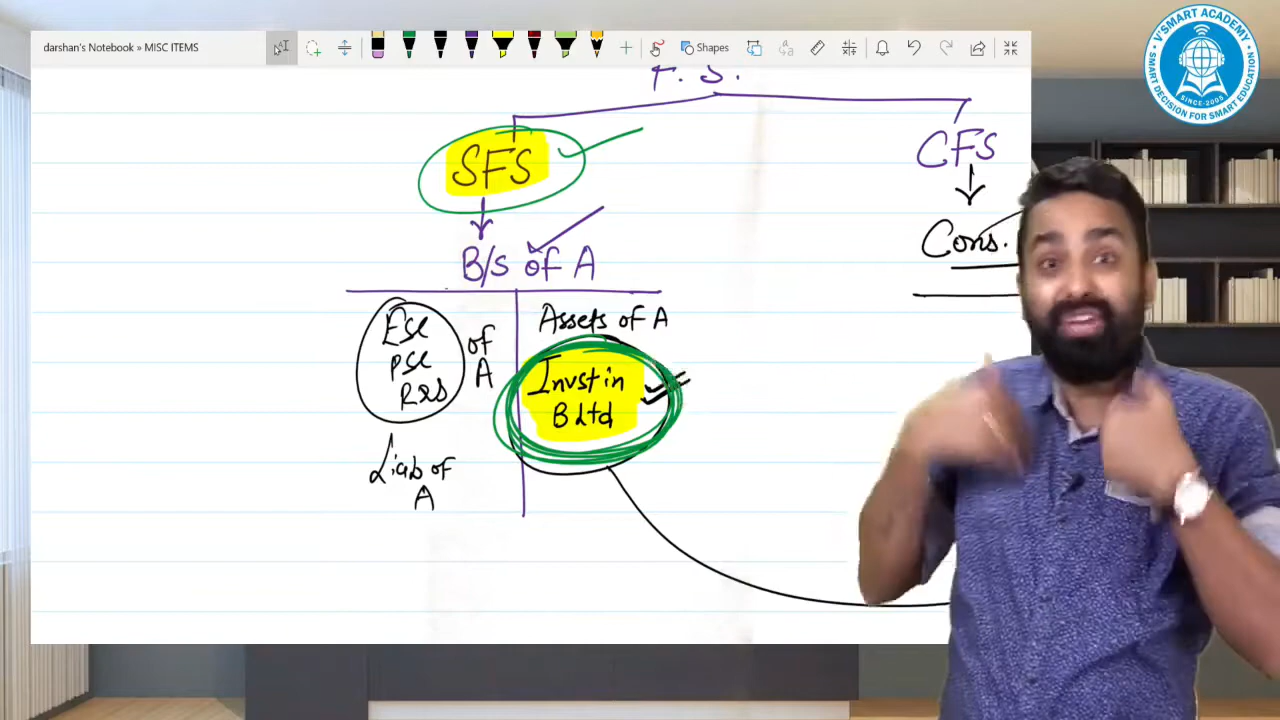 darshan's Notebook » MISC ITEMS
Shapes
V'SMART ACADEMY
SINCE-2005
SMART DECISION FOR SMART EDUCATION
F. S.
SFS
CFS
B/s of A
Cons.
Esc
psc
R&S
of
A
Assets of A
Invst in
B Ltd
Liab of
A